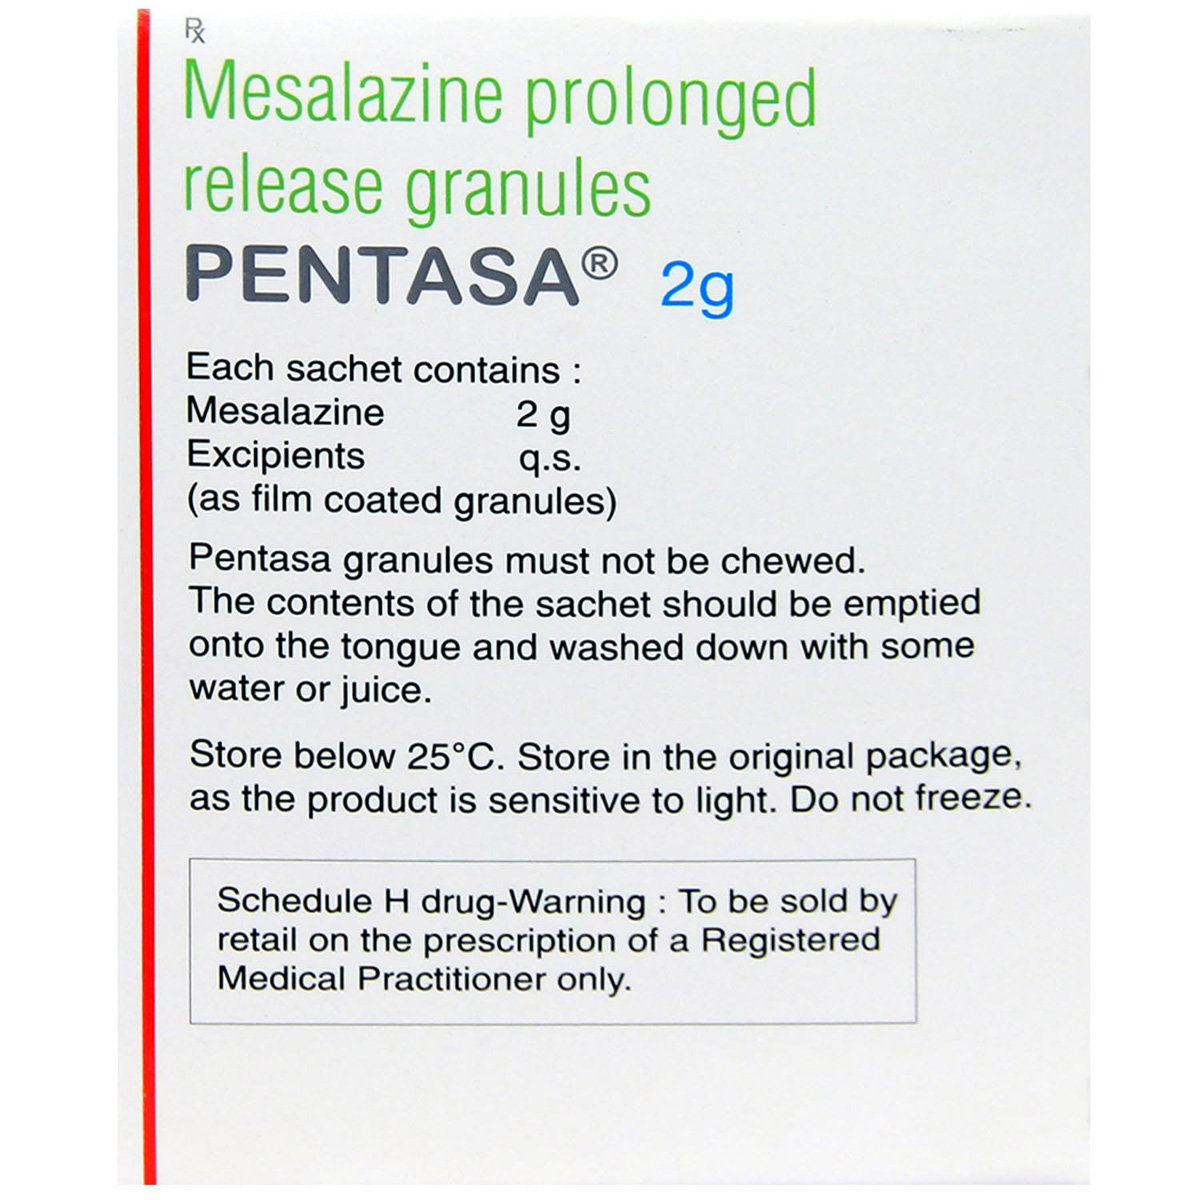 Rx
Mesalazine prolonged
release granules
PENTASA® 2g
Each sachet contains :
Mesalazine 2 g
Excipients q.s.
(as film coated granules)
Pentasa granules must not be chewed.
The contents of the sachet should be emptied
onto the tongue and washed down with some
water or juice.
Store below 25°C. Store in the original package,
as the product is sensitive to light. Do not freeze.
Schedule H drug-Warning : To be sold by
retail on the prescription of a Registered
Medical Practitioner only.